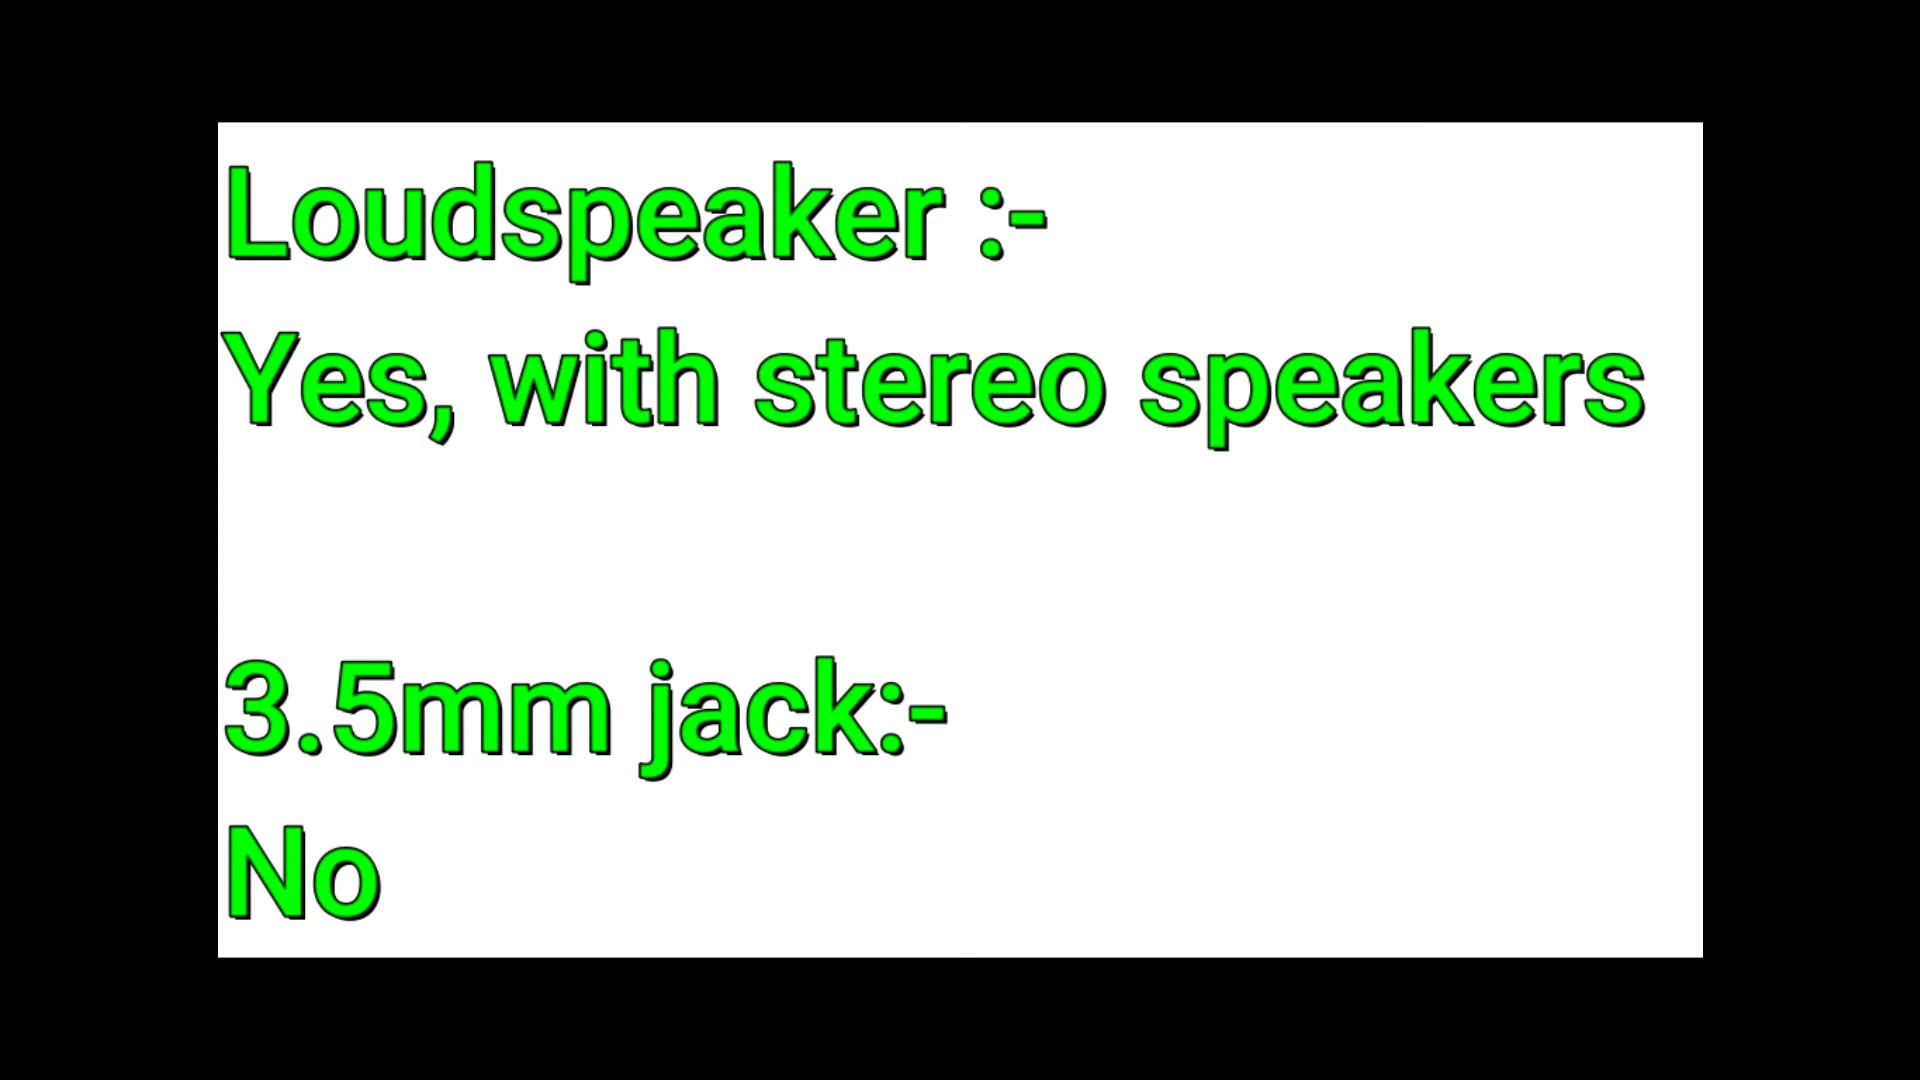 Loudspeaker :-
Yes, with stereo speakers
3.5mm jack:-
No